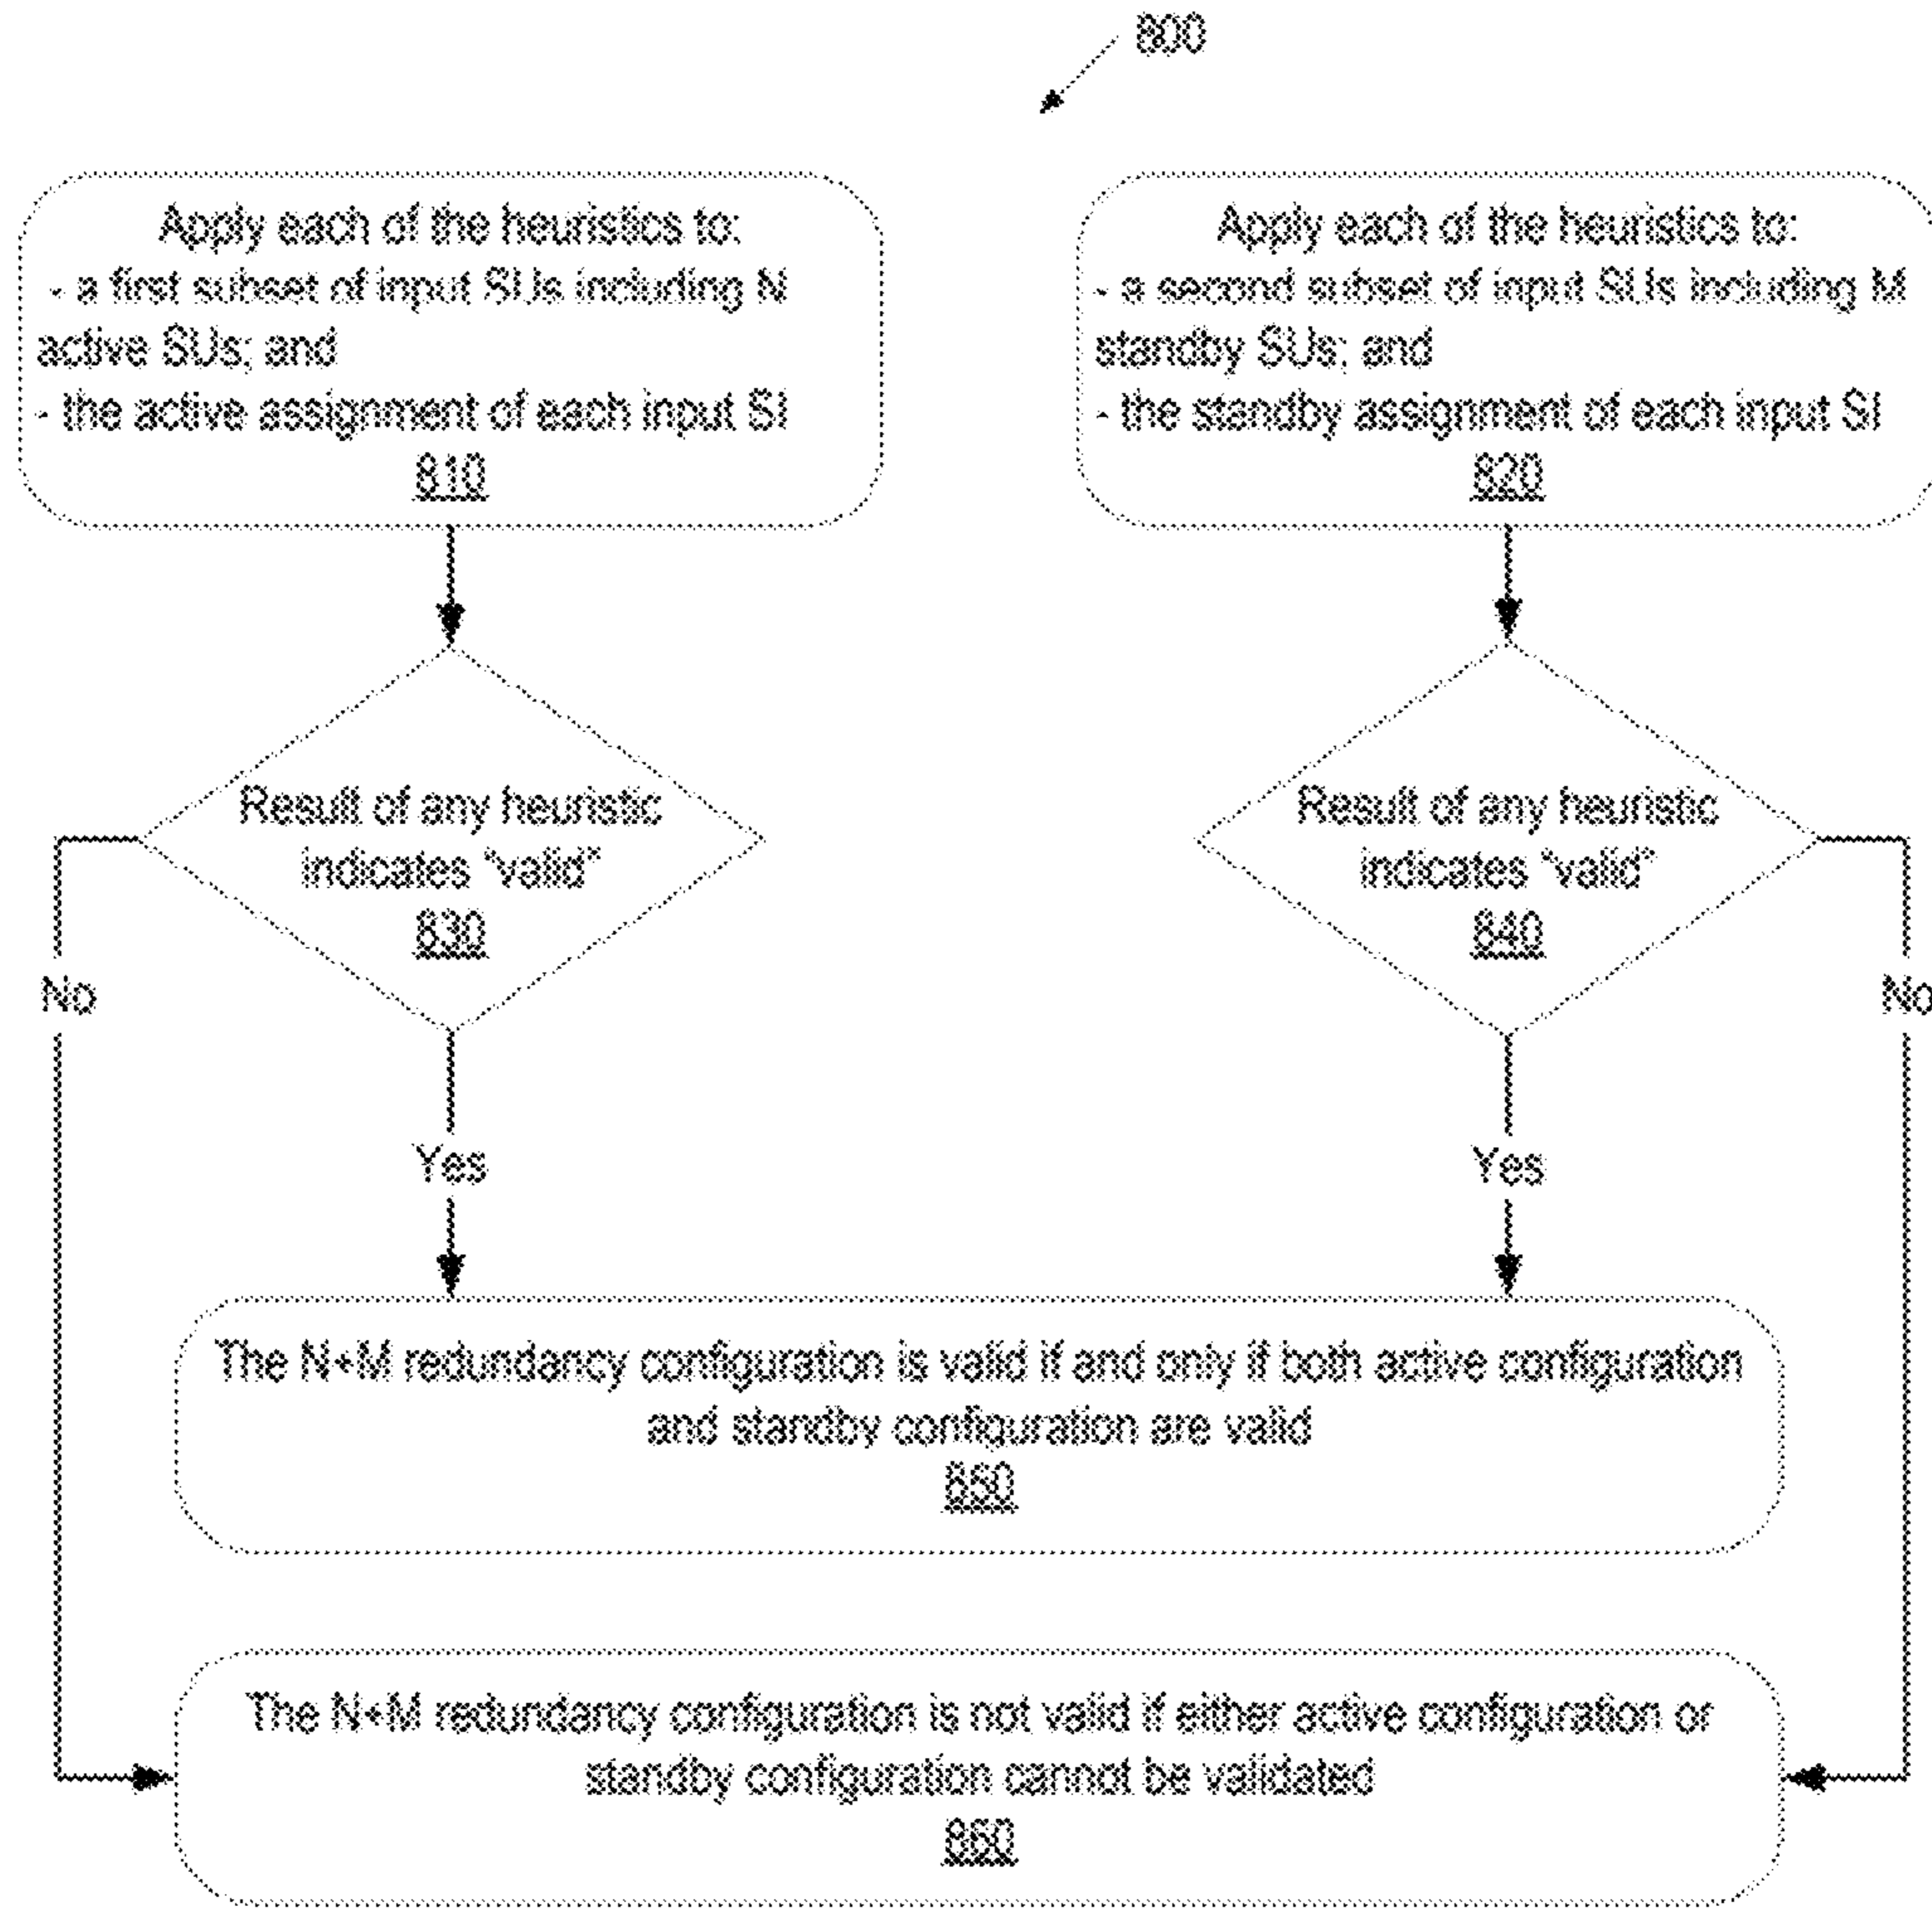 800
Apply each of the heuristics to:
- a first subset of input SUs including N
active SUs; and
- the active assignment of each input SI
810
Apply each of the heuristics to:
- a second subset of input SUs including M
standby SUs; and
- the standby assignment of each input SI
820
Result of any heuristic
indicates "valid"
830
Result of any heuristic
indicates "valid"
840
No
No
Yes
Yes
The N+M redundancy configuration is valid if and only if both active configuration
and standby configuration are valid
850
The N+M redundancy configuration is not valid if either active configuration or
standby configuration cannot be validated
860